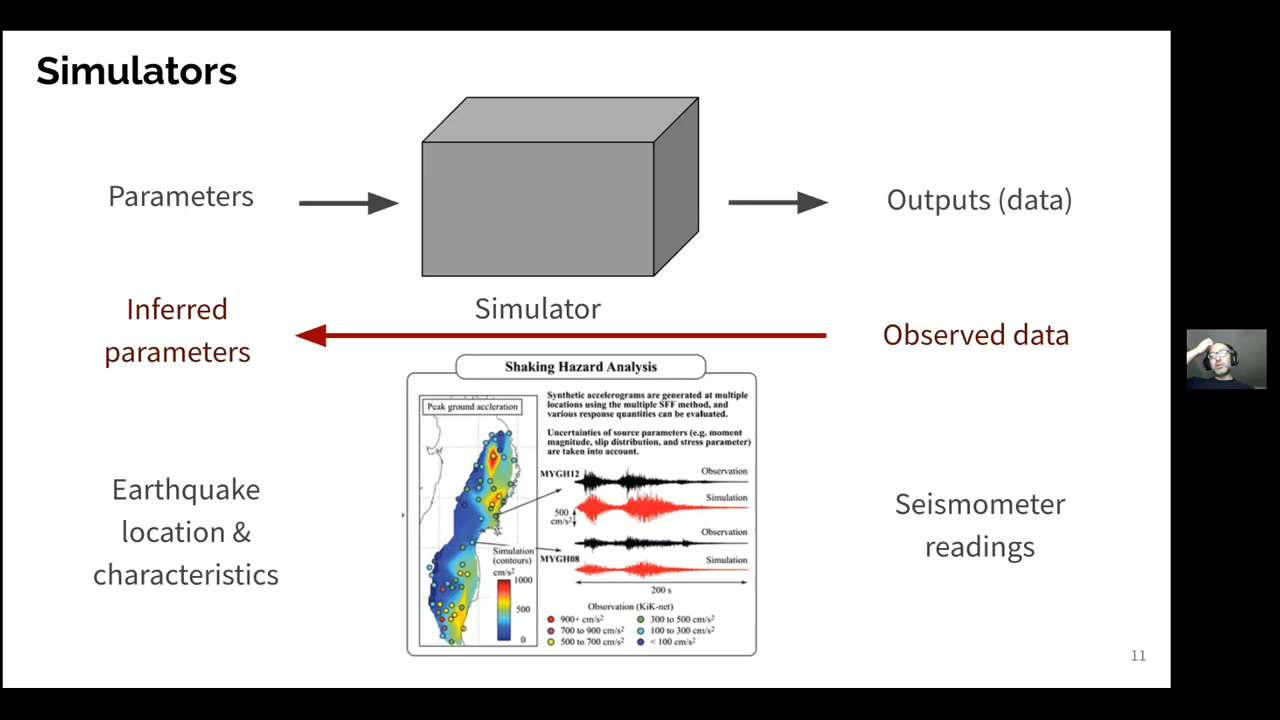 Simulators
Parameters
Outputs (data)
Simulator
Inferred
parameters
Observed data
Shaking Hazard Analysis
Peak ground accleration
Synthetic accelerograms are generated at multiple
locations using the multiple SFF method, and
various response quantities can be evaluated.
Uncertainties of source parameters (e.g. moment
magnitude, slip distribution, and stress parameter)
are taken into account.
MYGH12
Observation
Simulation
500
cm/s²
Observation
MYGH08
Simulation
200 s
Simulation
(contours)
cm/s²
1000
500
0
Observation (KiK-net)
900+ cm/s²
700 to 900 cm/s²
500 to 700 cm/s²
300 to 500 cm/s²
100 to 300 cm/s²
< 100 cm/s²
Earthquake
location &
characteristics
Seismometer
readings
11